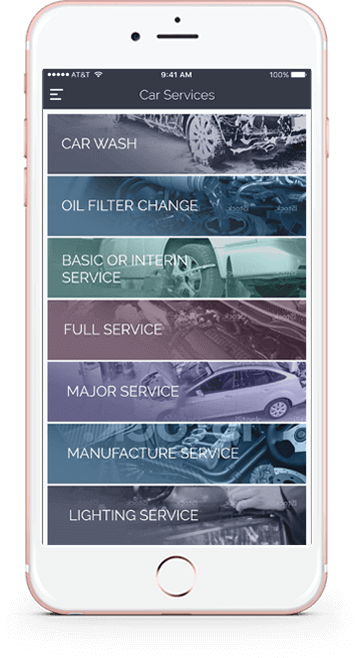 AT&T 9:41 AM 100%
Car Services
CAR WASH
OIL FILTER CHANGE
BASIC OR INTERIN
SERVICE
FULL SERVICE
MAJOR SERVICE
MANUFACTURE SERVICE
LIGHTING SERVICE